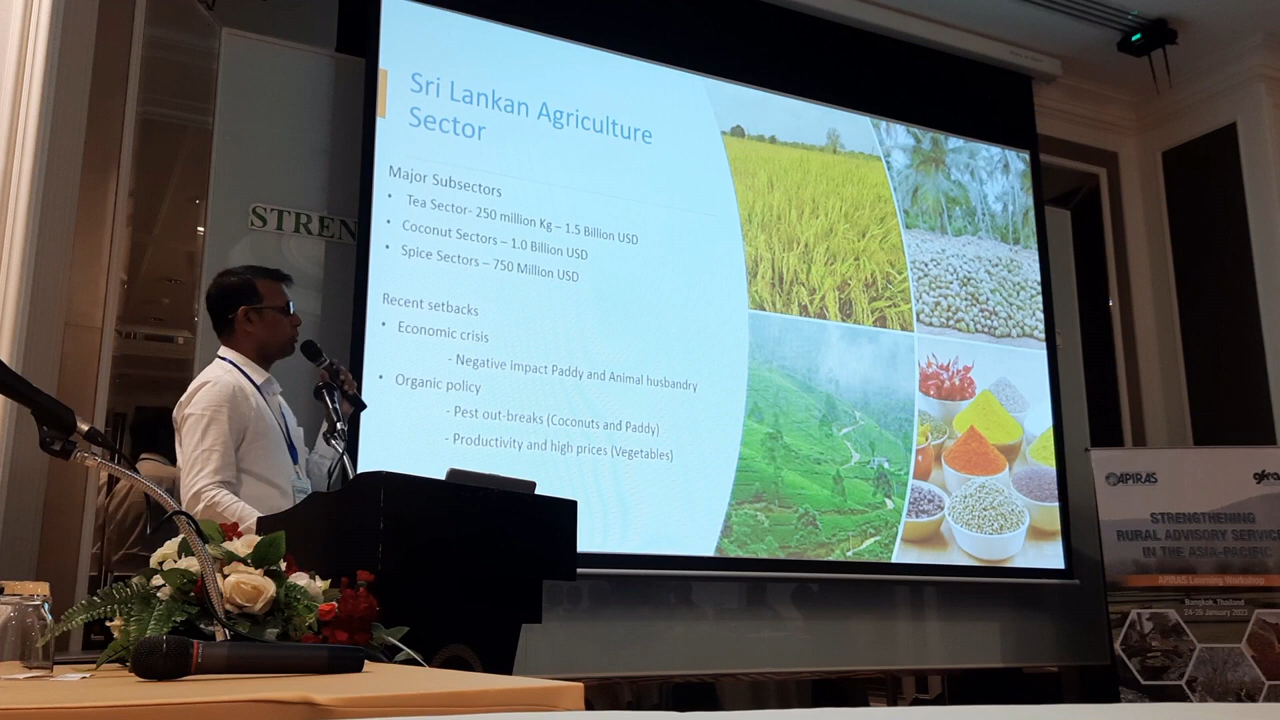 Sri Lankan Agriculture
Sector
Major Subsectors
• Tea Sector- 250 million Kg – 1.5 Billion USD
• Coconut Sectors – 1.0 Billion USD
• Spice Sectors – 750 Million USD
Recent setbacks
• Economic crisis
- Negative impact Paddy and Animal husbandry
• Organic policy
- Pest out-breaks (Coconuts and Paddy)
- Productivity and high prices (Vegetables)
STREN
APIRAS
STRENGTHENING
RURAL ADVISORY SERVICE
IN THE ASIA-PACIFIC
APIRAS Learning Workshop
Bangkok, Thailand